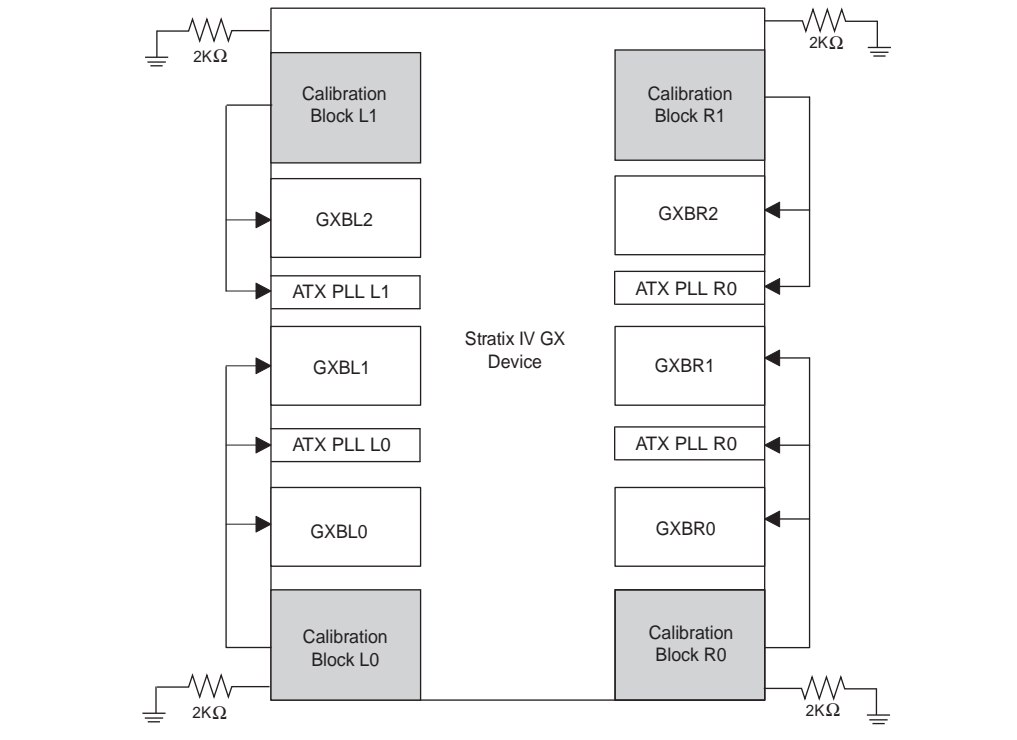 2KΩ
2KΩ
Calibration
Block L1
Calibration
Block R1
GXBL2
GXBR2
ATX PLL L1
ATX PLL R0
Stratix IV GX
Device
GXBL1
GXBR1
ATX PLL L0
ATX PLL R0
GXBL0
GXBR0
Calibration
Block L0
Calibration
Block R0
2KΩ
2KΩ